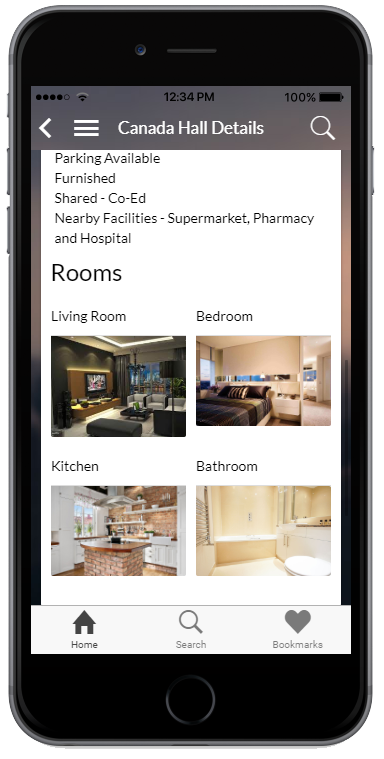 12:34 PM
100%
Canada Hall Details
Parking Available
Furnished
Shared - Co-Ed
Nearby Facilities - Supermarket, Pharmacy
and Hospital
Rooms
Living Room
Bedroom
Kitchen
Bathroom
Home
Search
Bookmarks